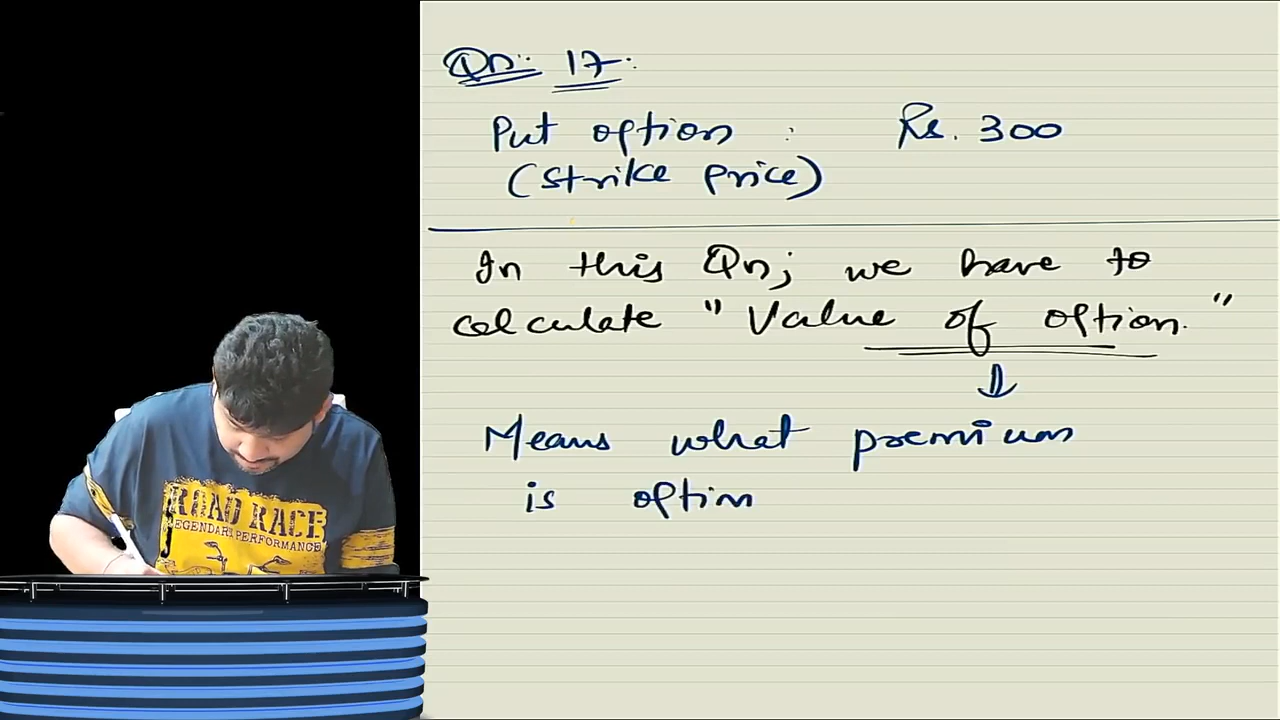 Qn: 17:
Put option : Rs. 300
(Strike price)
In this Qn; we have to
calculate "Value of option."
Means what premium
is optim
ROAD RACE
LEGENDARY PERFORMANCE